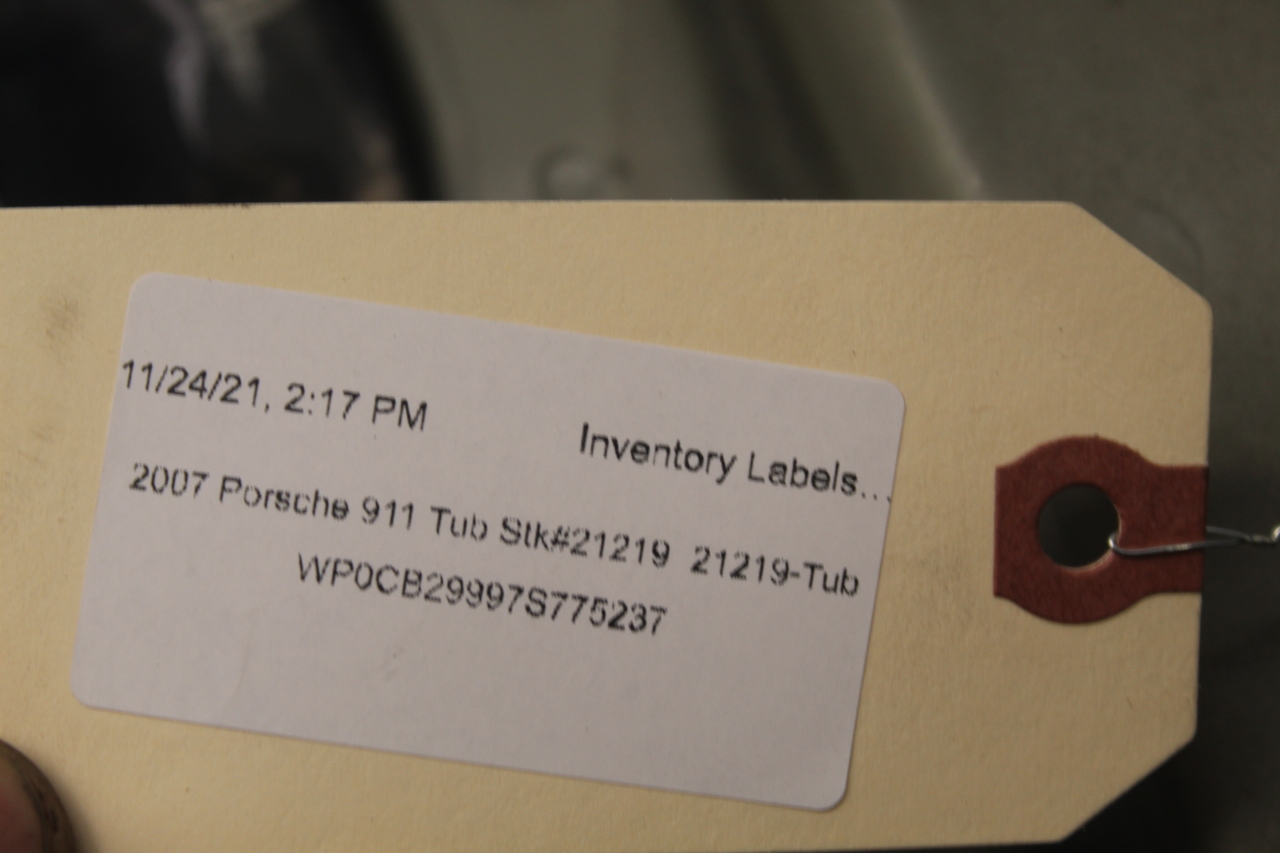 11/24/21, 2:17 PM
Inventory Labels...
2007 Porsche 911 Tub Stk#21219 21219-Tub
WP0CB29997S775237